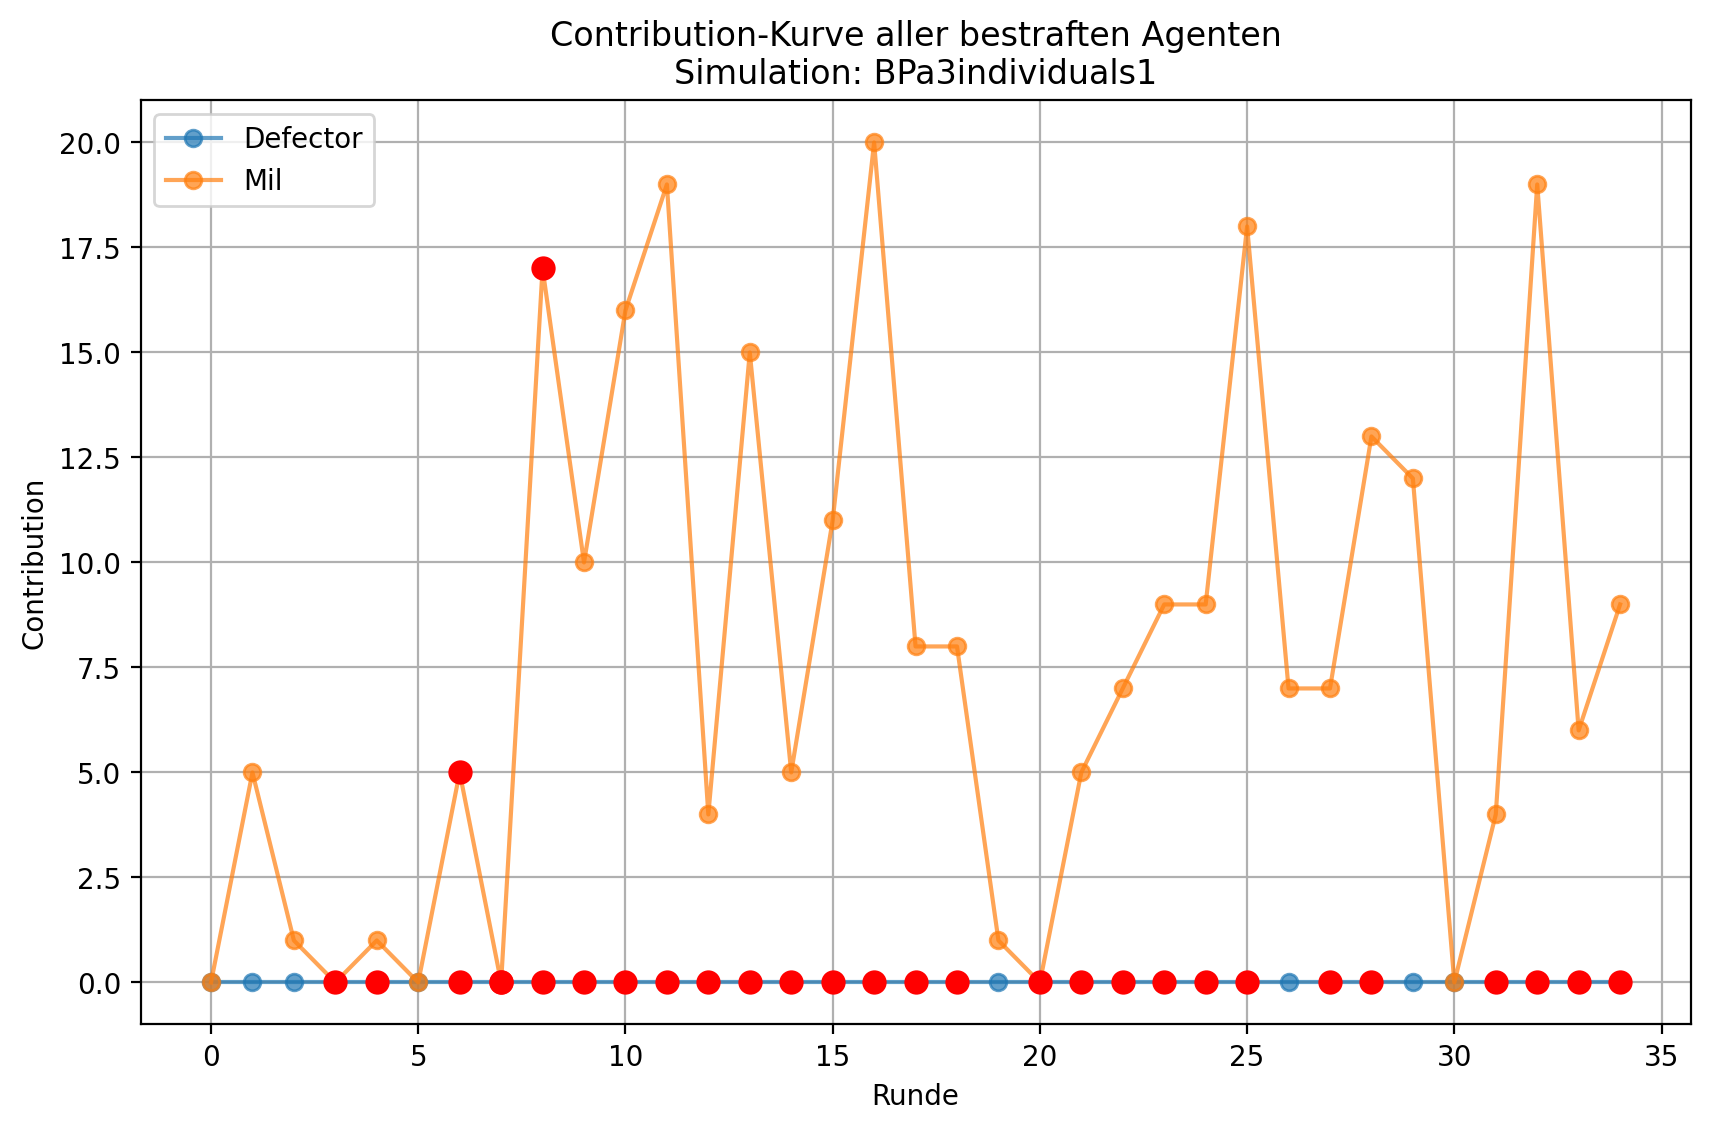 Contribution-Kurve aller bestraften Agenten
Simulation: BPa3individuals1
Defector
Mil
20.0
17.5
15.0
12.5
10.0
7.5
5.0
2.5
0.0
Contribution
0 5 10 15 20 25 30 35
Runde